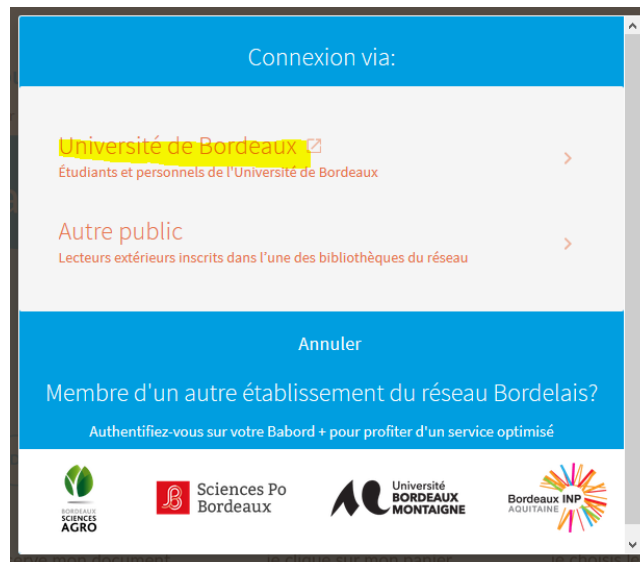 Connexion via:
Université de Bordeaux
Étudiants et personnels de l'Université de Bordeaux
Autre public
Lecteurs extérieurs inscrits dans l'une des bibliothèques du réseau
Annuler
Membre d'un autre établissement du réseau Bordelais?
Authentifiez-vous sur votre Babord + pour profiter d'un service optimisé
BORDEAUX
SCIENCES
AGRO
Sciences Po
Bordeaux
Université
BORDEAUX
MONTAIGNE
Bordeaux INP
AQUITAINE